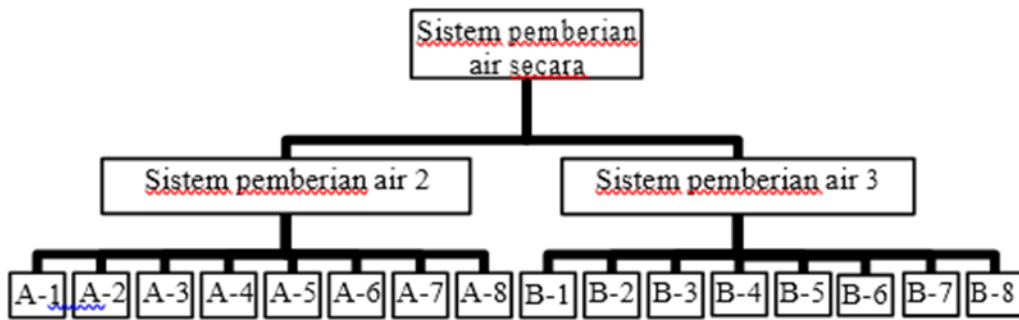 Sistem pemberian
air secara
Sistem pemberian air 2
Sistem pemberian air 3
A-1 A-2 A-3 A-4 A-5 A-6 A-7 A-8 B-1 B-2 B-3 B-4 B-5 B-6 B-7 B-8